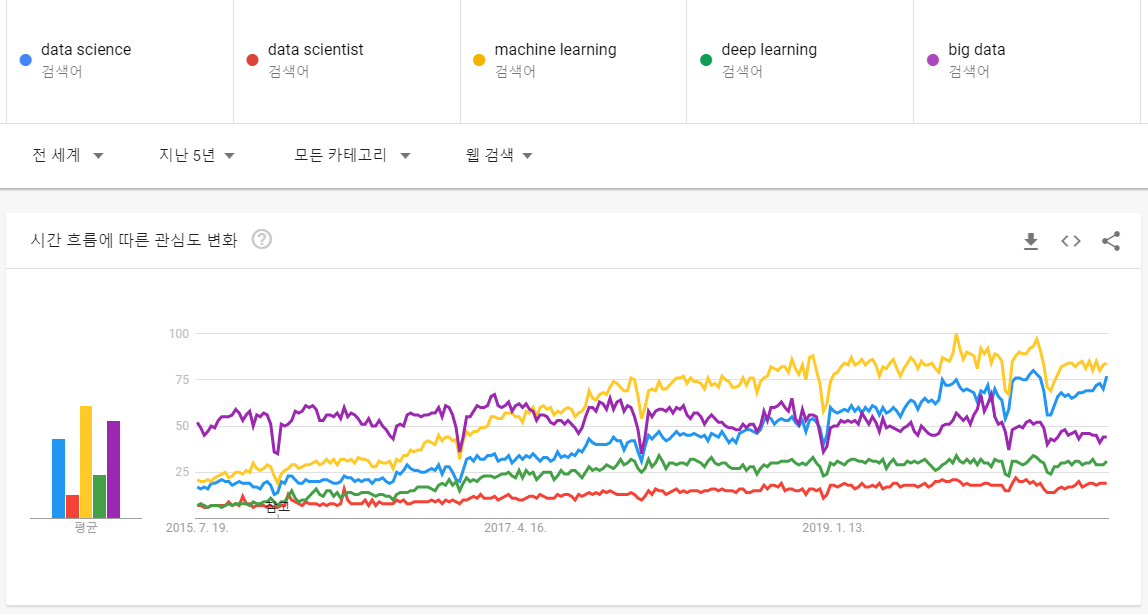 data science
검색어
data scientist
검색어
machine learning
검색어
deep learning
검색어
big data
검색어
전 세계 지난 5년 모든 카테고리 웹 검색
시간 흐름에 따른 관심도 변화 ?
100
75
50
25
참고
평균 2015. 7. 19. 2017. 4. 16. 2019. 1. 13.